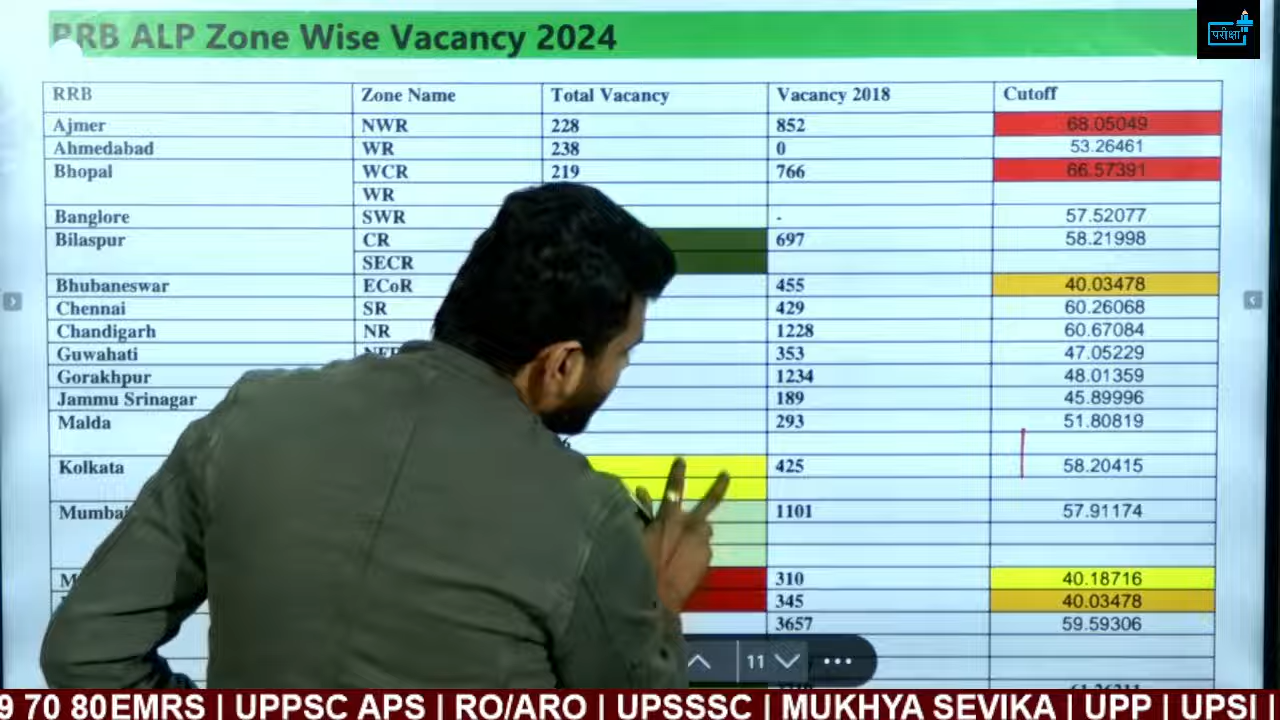 RRB ALP Zone Wise Vacancy 2024
परीक्षा
RRB Zone Name Total Vacancy Vacancy 2018 Cutoff
Ajmer NWR 228 852 68.05049
Ahmedabad WR 238 0 53.26461
Bhopal WCR 219 766 66.57391
WR
Banglore SWR - 57.52077
Bilaspur CR 697 58.21998
SECR
Bhubaneswar ECoR 455 40.03478
Chennai SR 429 60.26068
Chandigarh NR 1228 60.67084
Guwahati 353 47.05229
Gorakhpur 1234 48.01359
Jammu Srinagar 189 45.89996
Malda 293 51.80819
Kolkata 425 58.20415
Mumbai 1101 57.91174
310 40.18716
345 40.03478
3657 59.59306
11
9 70 80EMRS | UPPSC APS | RO/ARO | UPSSSC | MUKHYA SEVIKA | UPP | UPSI |